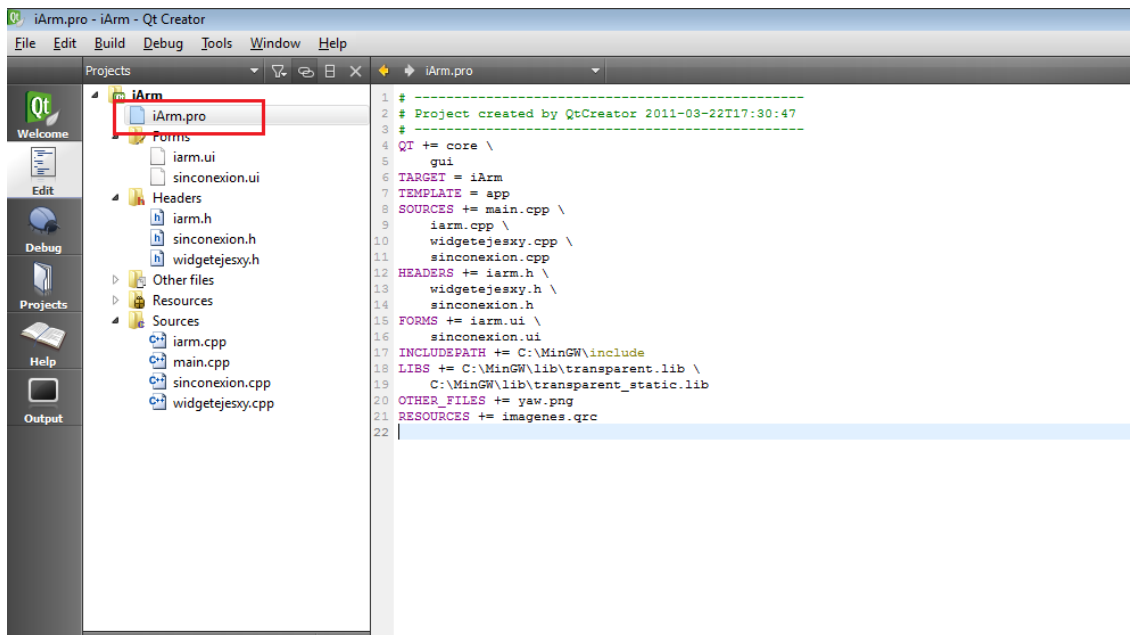 iArm.pro - iArm - Qt Creator
File Edit Build Debug Tools Window Help
Projects
iArm.pro
Welcome
Edit
Debug
Projects
Help
Output
iArm
iArm.pro
Forms
iarm.ui
sinconexion.ui
Headers
iarm.h
sinconexion.h
widgetejesxy.h
Other files
Resources
Sources
iarm.cpp
main.cpp
sinconexion.cpp
widgetejesxy.cpp
1 # -------------------------------------------------
2 # Project created by QtCreator 2011-03-22T17:30:47
3 # -------------------------------------------------
4 QT += core \
5     gui
6 TARGET = iArm
7 TEMPLATE = app
8 SOURCES += main.cpp \
9     iarm.cpp \
10     widgetejesxy.cpp \
11     sinconexion.cpp
12 HEADERS += iarm.h \
13     widgetejesxy.h \
14     sinconexion.h
15 FORMS += iarm.ui \
16     sinconexion.ui
17 INCLUDEPATH += C:\MinGW\include
18 LIBS += C:\MinGW\lib\transparent.lib \
19     C:\MinGW\lib\transparent_static.lib
20 OTHER_FILES += yaw.png
21 RESOURCES += imagenes.qrc
22